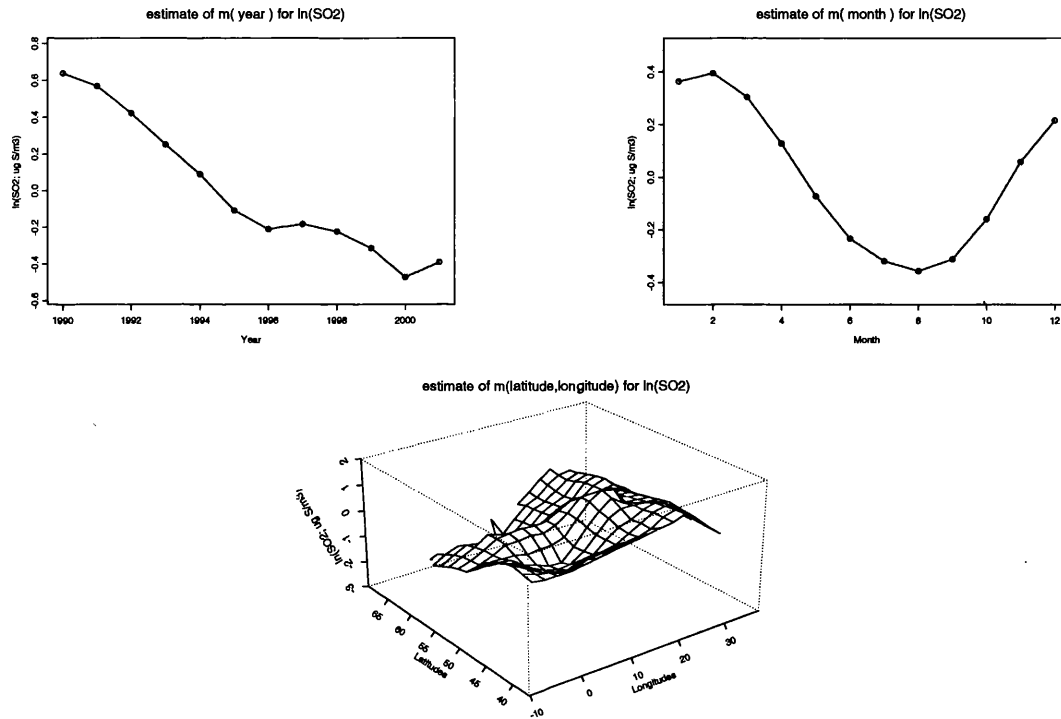 estimate of m( year ) for ln(SO2)
ln(SO2; ug S/m3)
0.8
0.6
0.4
0.2
0.0
-0.2
-0.4
-0.6
1990 1992 1994 1996 1998 2000
Year
estimate of m( month ) for ln(SO2)
ln(SO2; ug S/m3)
0.4
0.2
0.0
-0.2
-0.4
2 4 6 8 10 12
Month
estimate of m(latitude,longitude) for ln(SO2)
ln(SO2; ug S/m3)
2
1
0
-1
-2
-3
65 60 55 50 45 40
Latitudes
-10 0 10 20 30
Longitudes